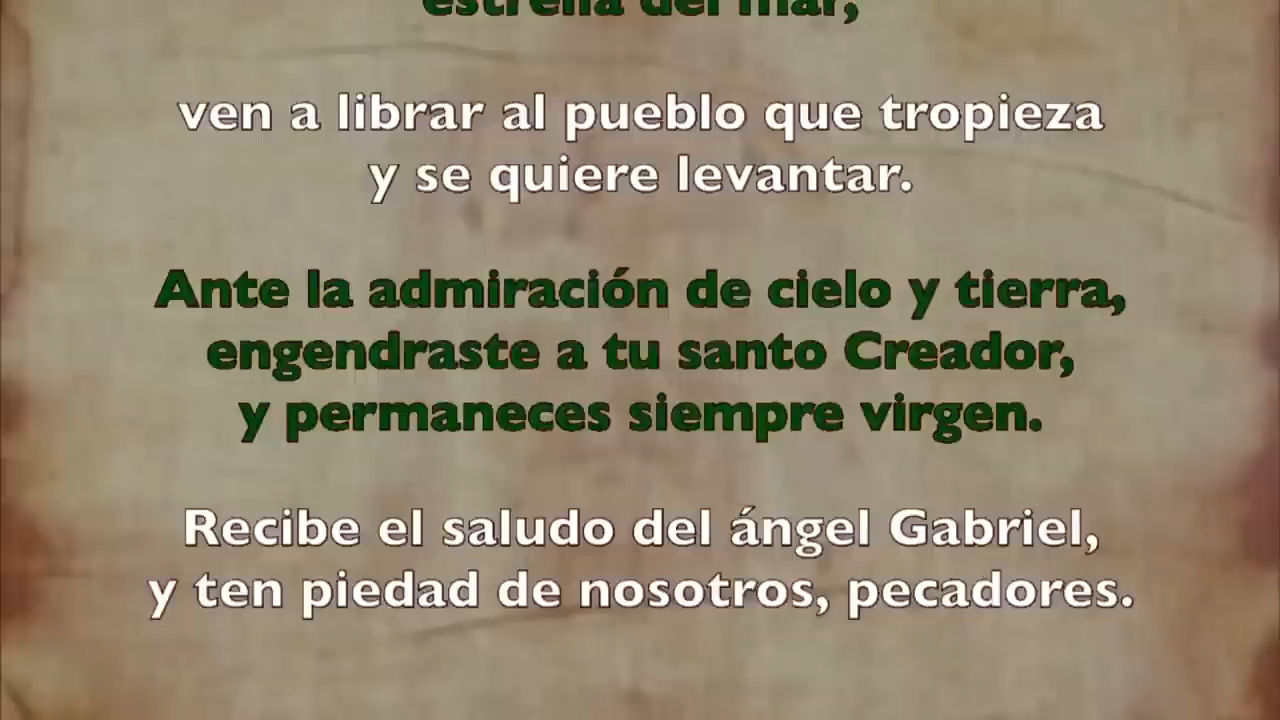 estrella del mar,
ven a librar al pueblo que tropieza
y se quiere levantar.
Ante la admiración de cielo y tierra,
engendraste a tu santo Creador,
y permaneces siempre virgen.
Recibe el saludo del ángel Gabriel,
y ten piedad de nosotros, pecadores.